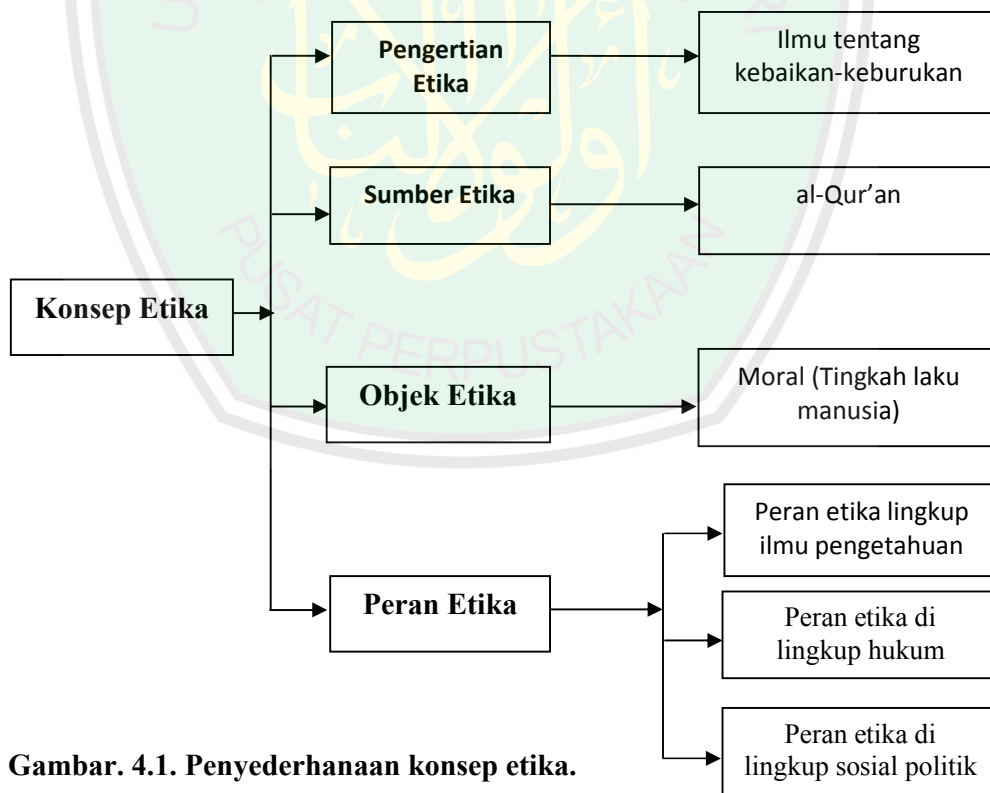 Pengertian
Etika
Ilmu tentang
kebaikan-keburukan
Sumber Etika
al-Qur'an
Konsep Etika
PUSAT PERPUSTAKAAN
Objek Etika
Moral (Tingkah laku
manusia)
Peran Etika
Peran etika lingkup
ilmu pengetahuan
Peran etika di
lingkup hukum
Peran etika di
lingkup sosial politik
Gambar. 4.1. Penyederhanaan konsep etika.